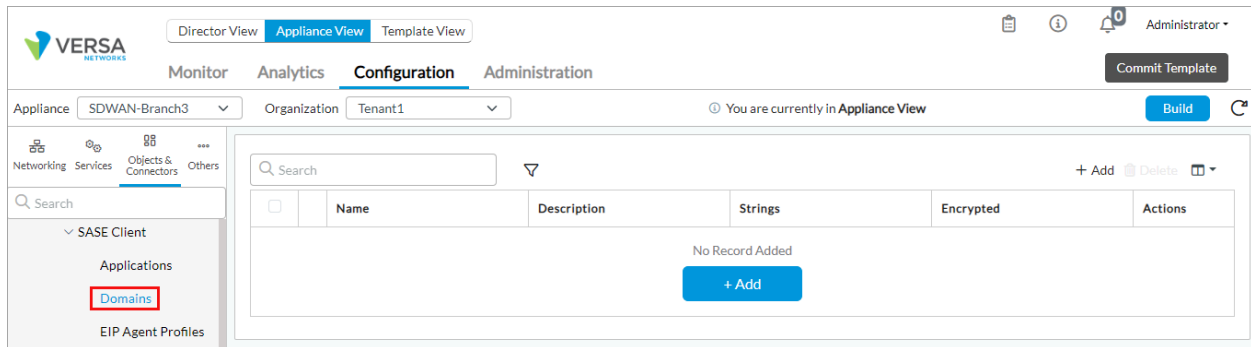 Director View Appliance View Template View 0 Administrator
VERSA
NETWORKS
Monitor Analytics Configuration Administration Commit Template
Appliance SDWAN-Branch3 Organization Tenant1 You are currently in Appliance View Build
Networking Services Objects & Connectors Others
Search
Search + Add Delete
Name Description Strings Encrypted Actions
SASE Client
No Record Added
Applications
+ Add
Domains
EIP Agent Profiles